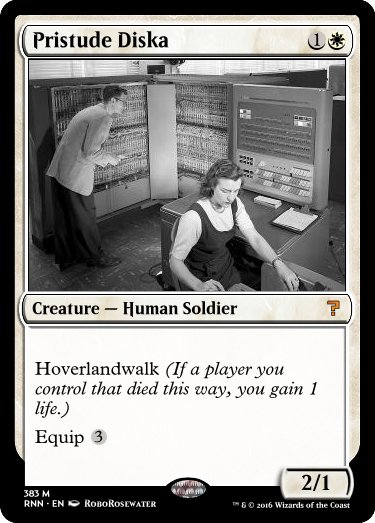 Pristude Diska 1
Creature — Human Soldier
?
Hoverlandwalk (If a player you
control that died this way, you gain 1
life.)
Equip 3
2/1
383 M
RNN · EN RoboRosewater
™ & © 2016 Wizards of the Coast